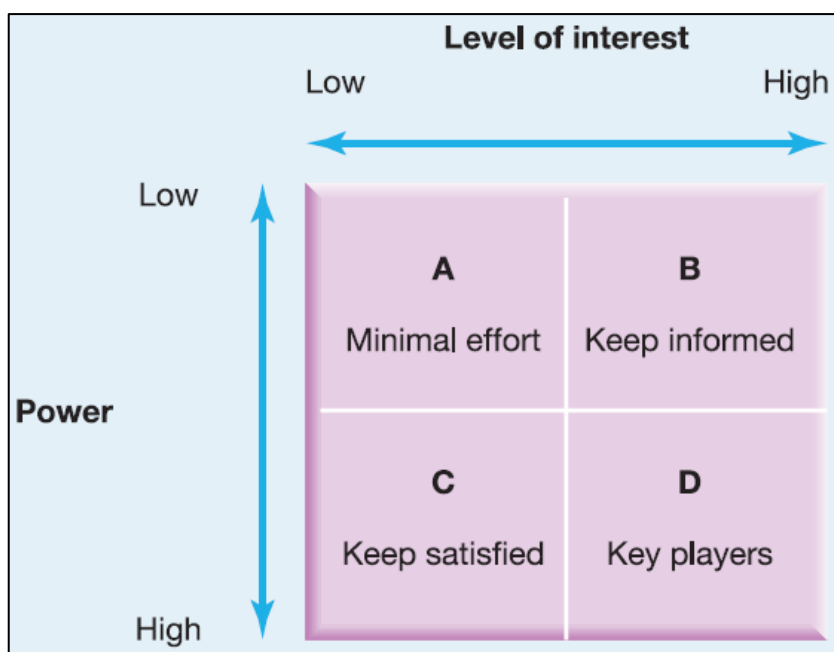 Level of interest
Low High
Low
A B
Minimal effort Keep informed
Power
C D
Keep satisfied Key players
High